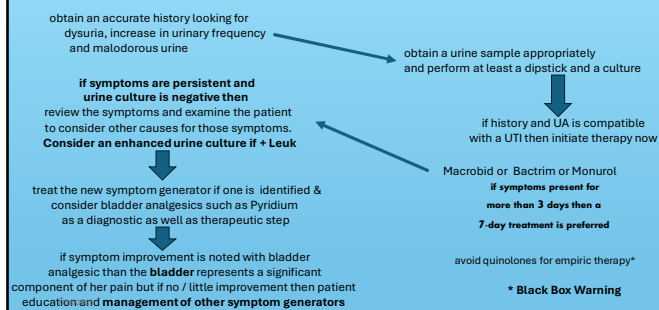 obtain an accurate history looking for
dysuria, increase in urinary frequency
and malodorous urine
obtain a urine sample appropriately
and perform at least a dipstick and a culture
if history and UA is compatible
with a UTI then initiate therapy now
Macrobid or Bactrim or Monurol
if symptoms present for
more than 3 days then a
7-day treatment is preferred
avoid quinolones for empiric therapy*
* Black Box Warning
if symptoms are persistent and
urine culture is negative then
review the symptoms and examine the patient
to consider other causes for those symptoms.
Consider an enhanced urine culture if + Leuk
treat the new symptom generator if one is identified &
consider bladder analgesics such as Pyridium
as a diagnostic as well as therapeutic step
if symptom improvement is noted with bladder
analgesic than the bladder represents a significant
component of her pain but if no / little improvement then patient
education and management of other symptom generators